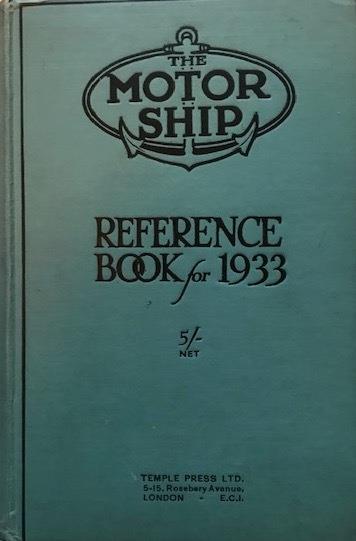 THE
MOTOR
SHIP
REFERENCE
BOOK for 1933
5/-
NET
TEMPLE PRESS LTD.
5-15, Rosebery Avenue,
LONDON - E.C.1.